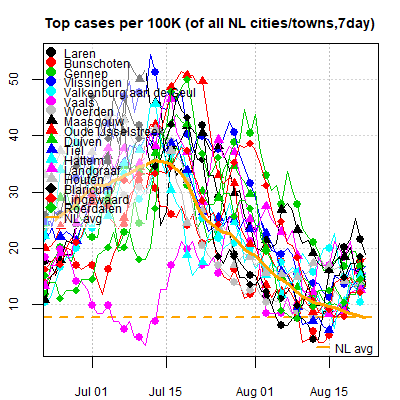 Top cases per 100K (of all NL cities/towns,7day)
Laren
Bunschoten
Gennep
Vlissingen
Valkenburg aan de Geul
Vaals
Woerden
Maasgouw
Oude IJsselstreek
Duiven
Tiel
Hattem
Landgraaf
Houten
Blaricum
Lingewaard
Roerdalen
NL avg
50
40
30
20
10
NL avg
Jul 01
Jul 15
Aug 01
Aug 15